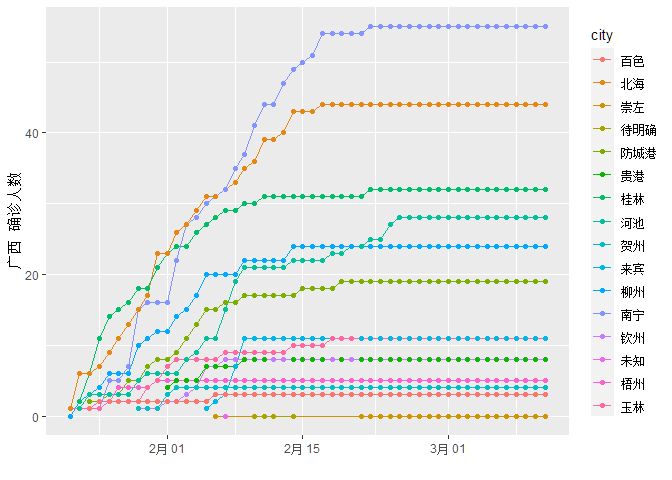 广西 确诊人数
40
20
0
2月 01
2月 15
3月 01
city
百色
北海
崇左
待明确
防城港
贵港
桂林
河池
贺州
来宾
柳州
南宁
钦州
未知
梧州
玉林